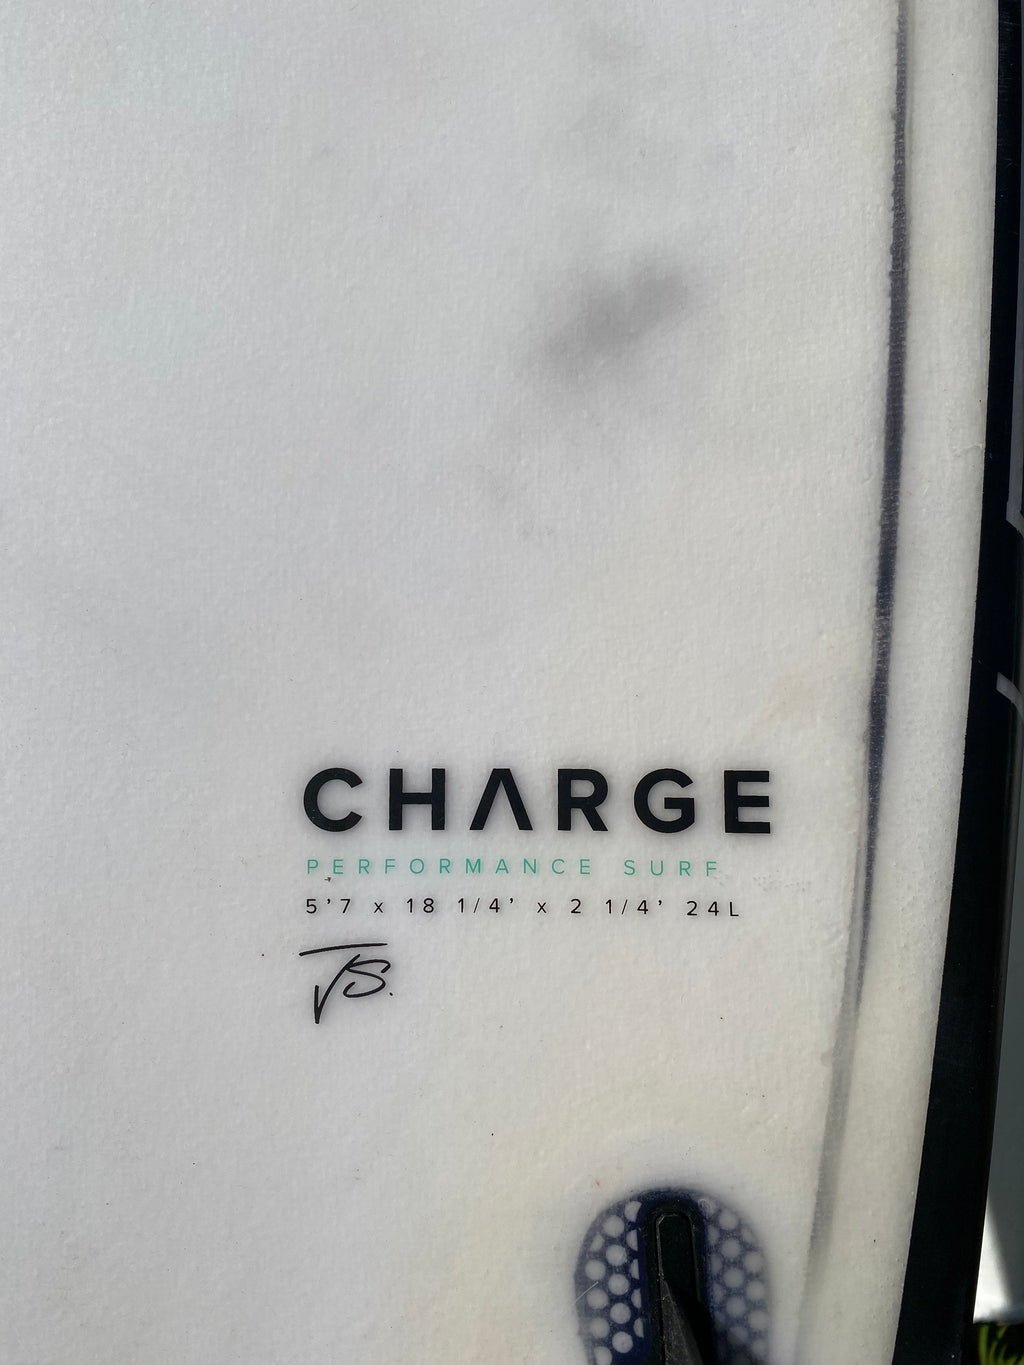 CHARGE
PERFORMANCE SURF
5'7 x 18 1/4' x 2 1/4' 24L
JS.